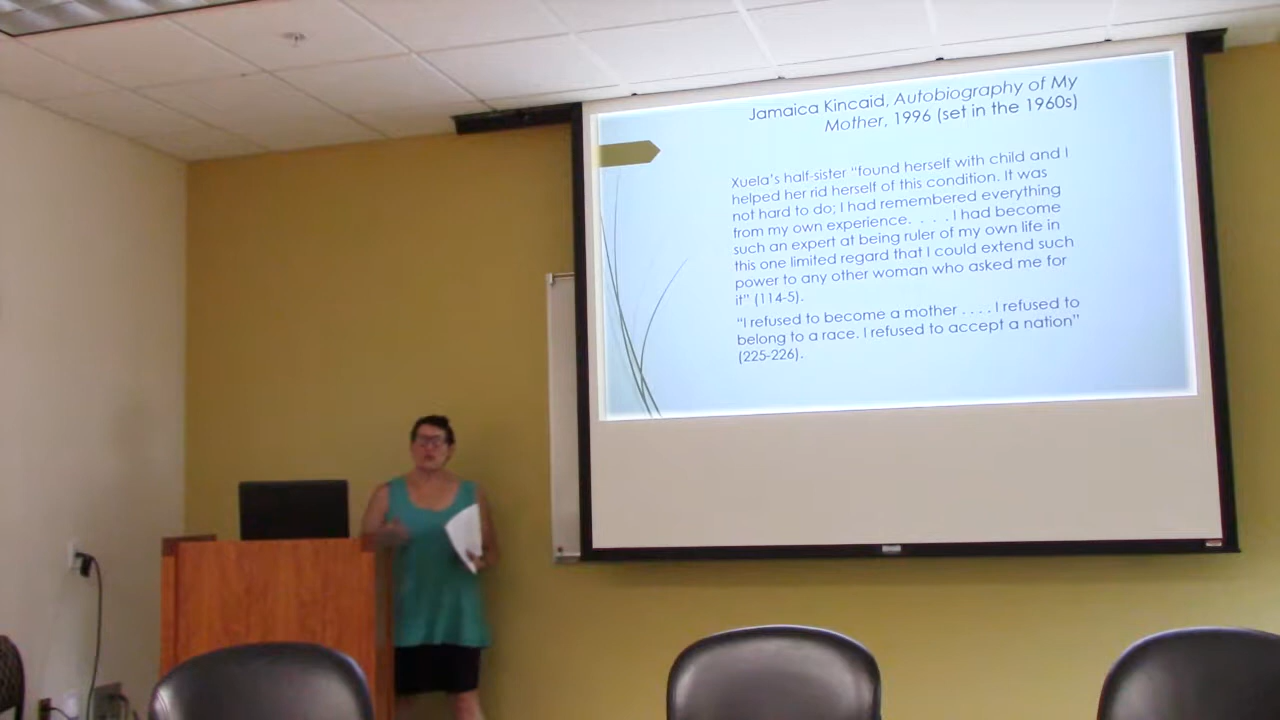 Jamaica Kincaid, Autobiography of My
Mother, 1996 (set in the 1960s)
Xuela's half-sister "found herself with child and I
helped her rid herself of this condition. It was
not hard to do; I had remembered everything
from my own experience. . . . I had become
such an expert at being ruler of my own life in
this one limited regard that I could extend such
power to any other woman who asked me for
it" (114-5).
"I refused to become a mother . . . . I refused to
belong to a race. I refused to accept a nation"
(225-226).